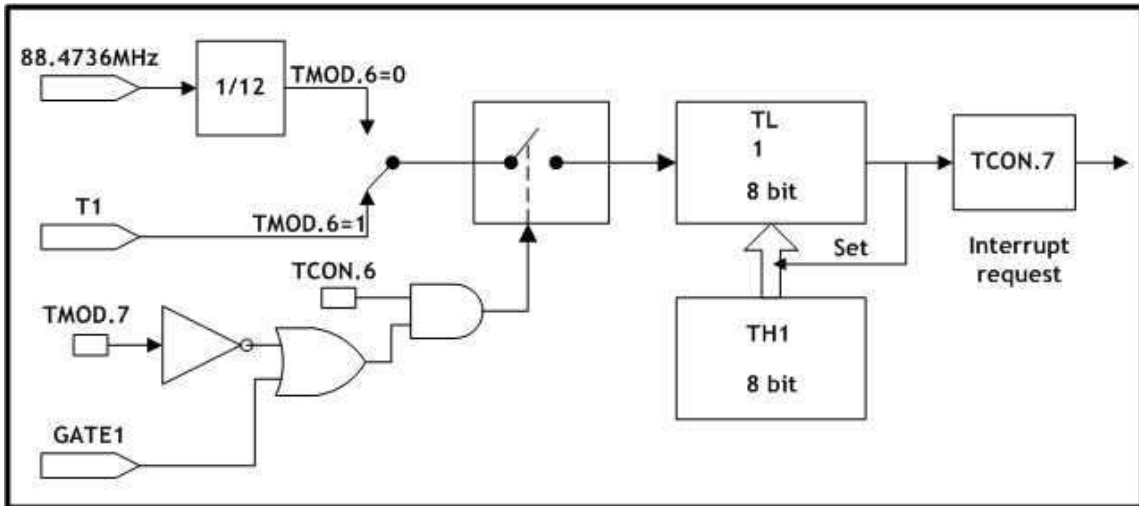 88.4736MHz
1/12
TMOD.6=0
T1
TMOD.6=1
TCON.6
TMOD.7
GATE1
TL
1
8 bit
Set
TH1
8 bit
TCON.7
Interrupt
request